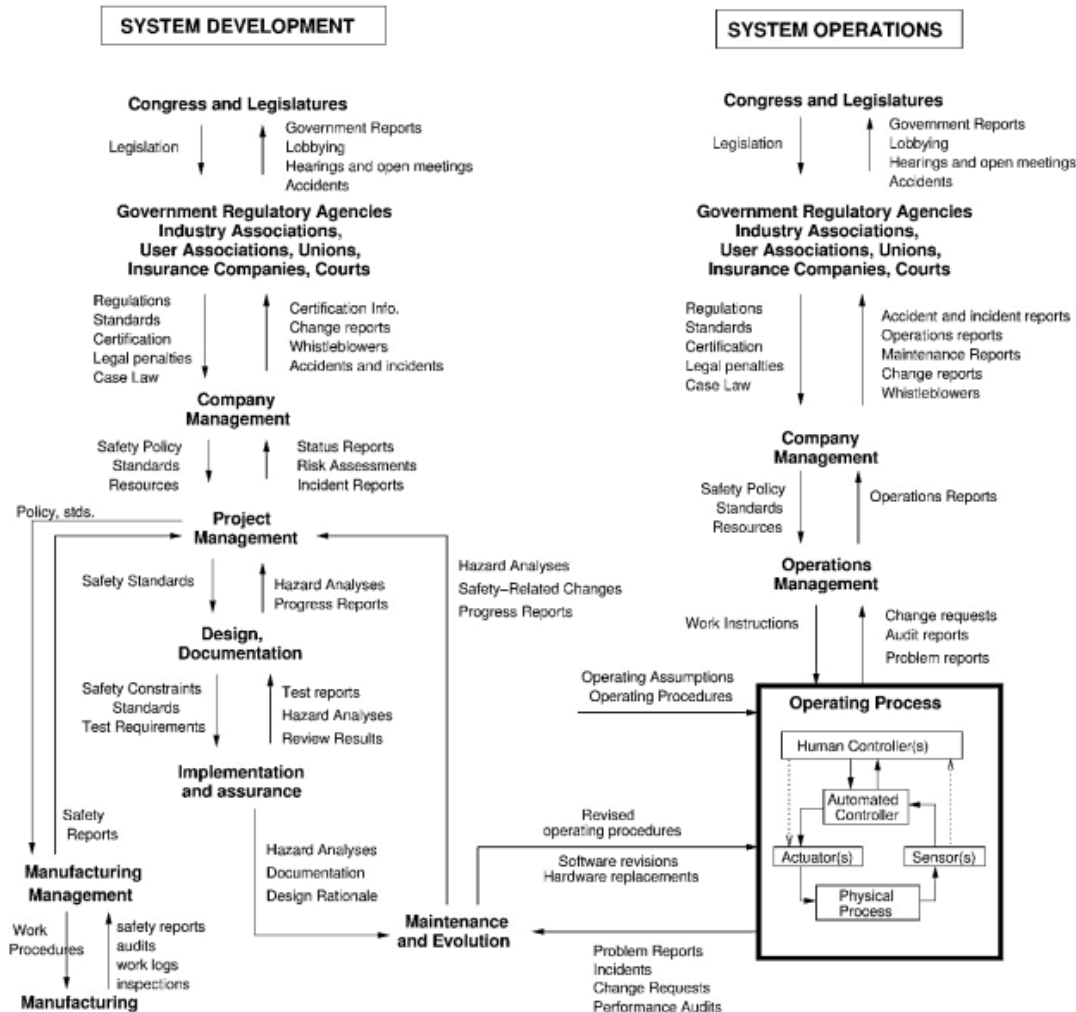 SYSTEM DEVELOPMENT
Congress and Legislatures
Legislation
Government Reports
Lobbying
Hearings and open meetings
Accidents
Government Regulatory Agencies
Industry Associations,
User Associations, Unions,
Insurance Companies, Courts
Regulations
Standards
Certification
Legal penalties
Case Law
Certification Info.
Change reports
Whistleblowers
Accidents and incidents
Company
Management
Safety Policy
Standards
Resources
Status Reports
Risk Assessments
Incident Reports
Policy, stds.
Project
Management
Safety Standards
Hazard Analyses
Progress Reports
Hazard Analyses
Safety-Related Changes
Progress Reports
Design,
Documentation
Safety Constraints
Standards
Test Requirements
Test reports
Hazard Analyses
Review Results
Implementation
and assurance
Safety
Reports
Hazard Analyses
Documentation
Design Rationale
Manufacturing
Management
Work
Procedures
safety reports
audits
work logs
inspections
Manufacturing
Maintenance
and Evolution
SYSTEM OPERATIONS
Congress and Legislatures
Legislation
Government Reports
Lobbying
Hearings and open meetings
Accidents
Government Regulatory Agencies
Industry Associations,
User Associations, Unions,
Insurance Companies, Courts
Regulations
Standards
Certification
Legal penalties
Case Law
Accident and incident reports
Operations reports
Maintenance Reports
Change reports
Whistleblowers
Company
Management
Safety Policy
Standards
Resources
Operations Reports
Operations
Management
Work Instructions
Change requests
Audit reports
Problem reports
Operating Assumptions
Operating Procedures
Operating Process
Human Controller(s)
Automated
Controller
Actuator(s)
Sensor(s)
Physical
Process
Revised
operating procedures
Software revisions
Hardware replacements
Problem Reports
Incidents
Change Requests
Performance Audits